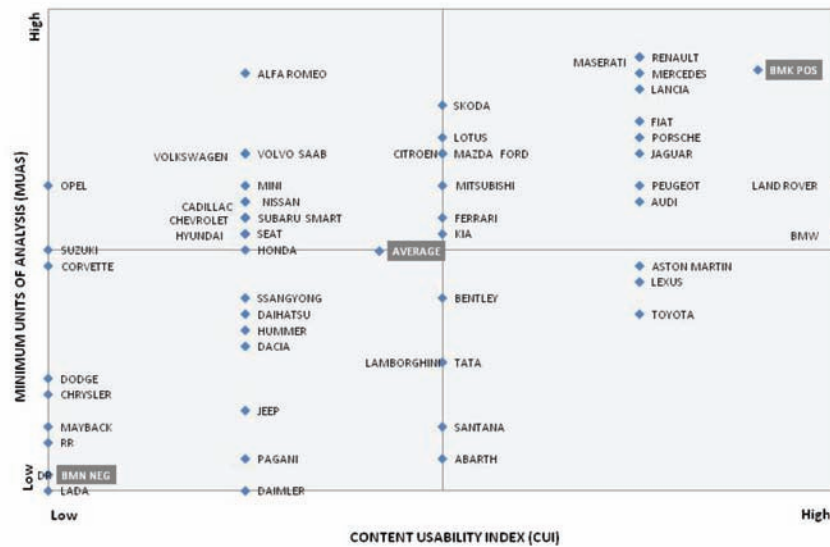 High
RENAULT
MASERATI
MERCEDES
BMK POS
ALFA ROMEO
LANCIA
SKODA
FIAT
LOTUS
PORSCHE
VOLKSWAGEN VOLVO SAAB CITROEN MAZDA FORD JAGUAR
OPEL MINI MITSUBISHI PEUGEOT LAND ROVER
CADILLAC NISSAN AUDI
CHEVROLET SUBARU SMART FERRARI
HYUNDAI SEAT KIA BMW
SUZUKI HONDA AVERAGE
CORVETTE ASTON MARTIN
LEXUS
SSANGYONG BENTLEY
DAIHATSU TOYOTA
HUMMER
DACIA
LAMBORGHINI TATA
DODGE
CHRYSLER
JEEP
MAYBACK SANTANA
RR
PAGANI ABARTH
BMN NEG
LADA DAIMLER
Low
MINIMUM UNITS OF ANALYSIS (MUAS)
Low High
CONTENT USABILITY INDEX (CUI)